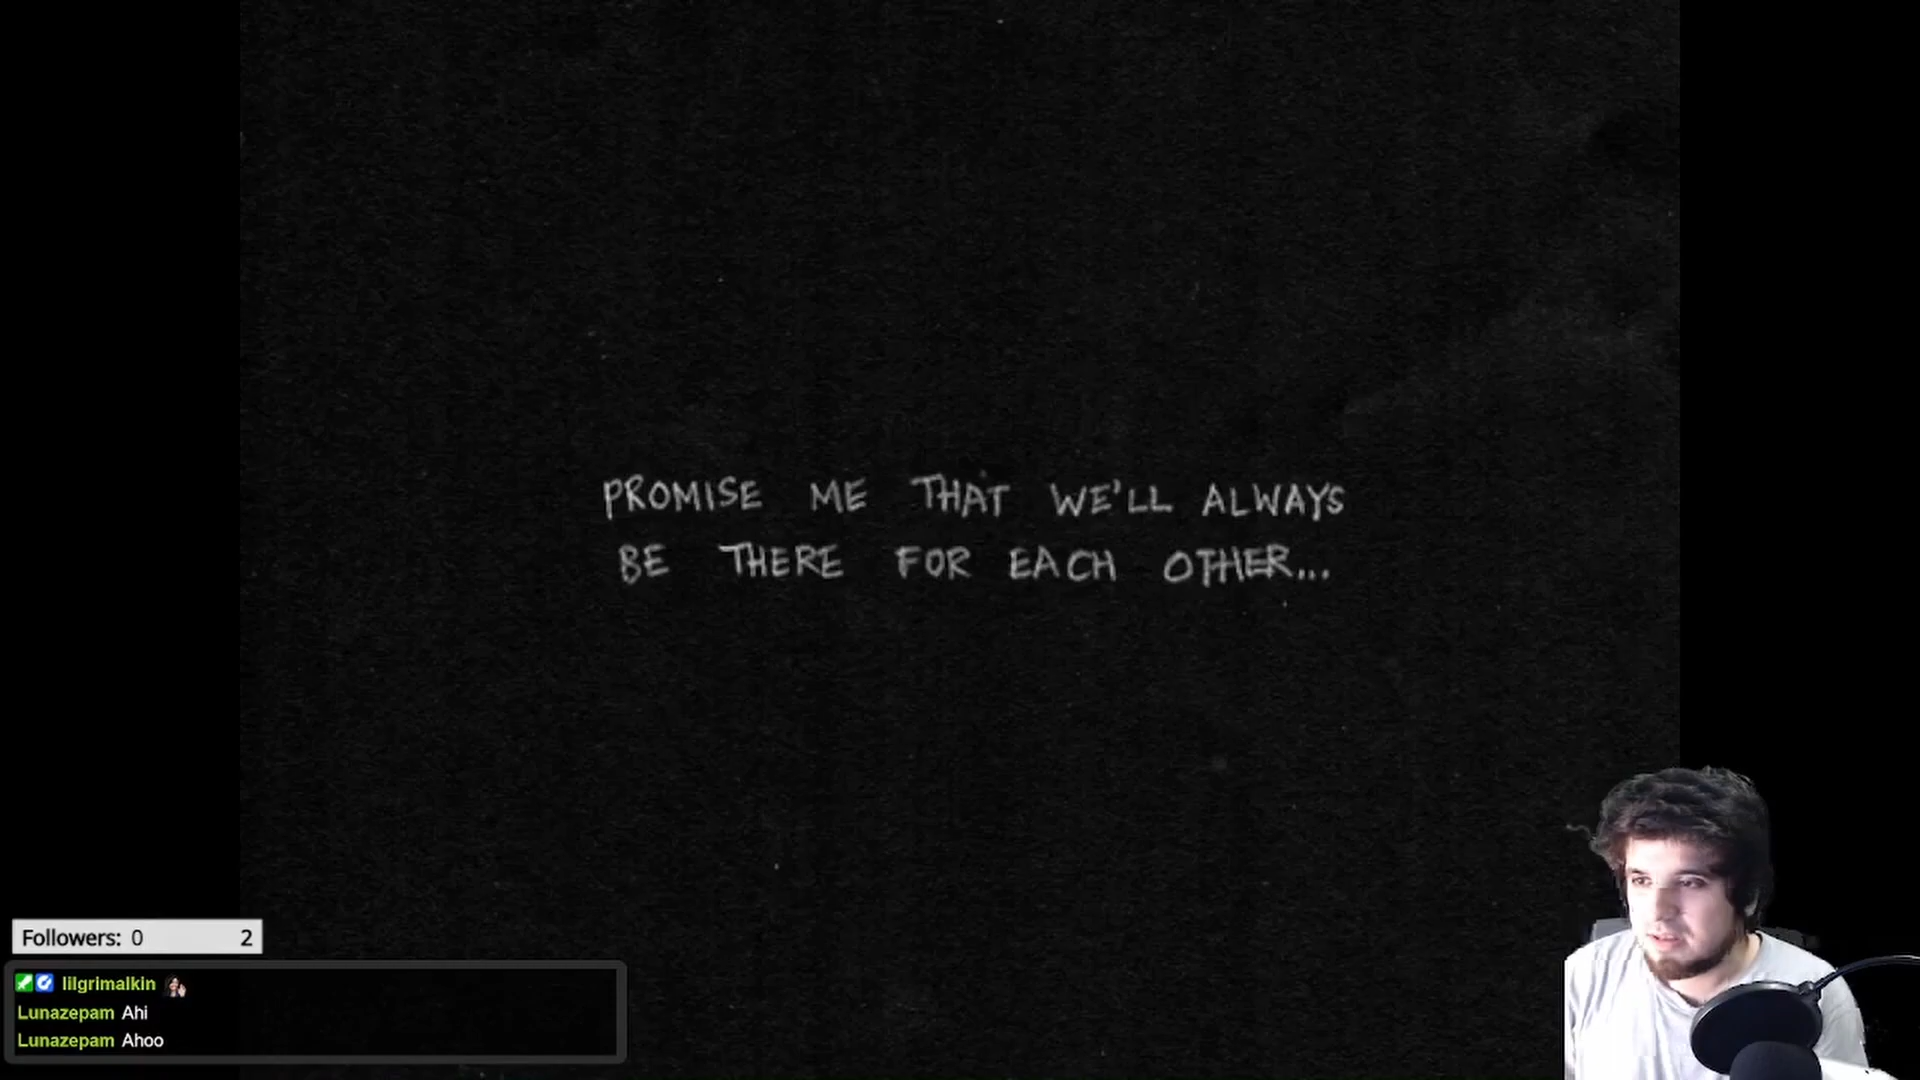 PROMISE ME THAT WE'LL ALWAYS
BE THERE FOR EACH OTHER...
Followers: 0 2
lilgrimalkin
Lunazepam Ahi
Lunazepam Ahoo